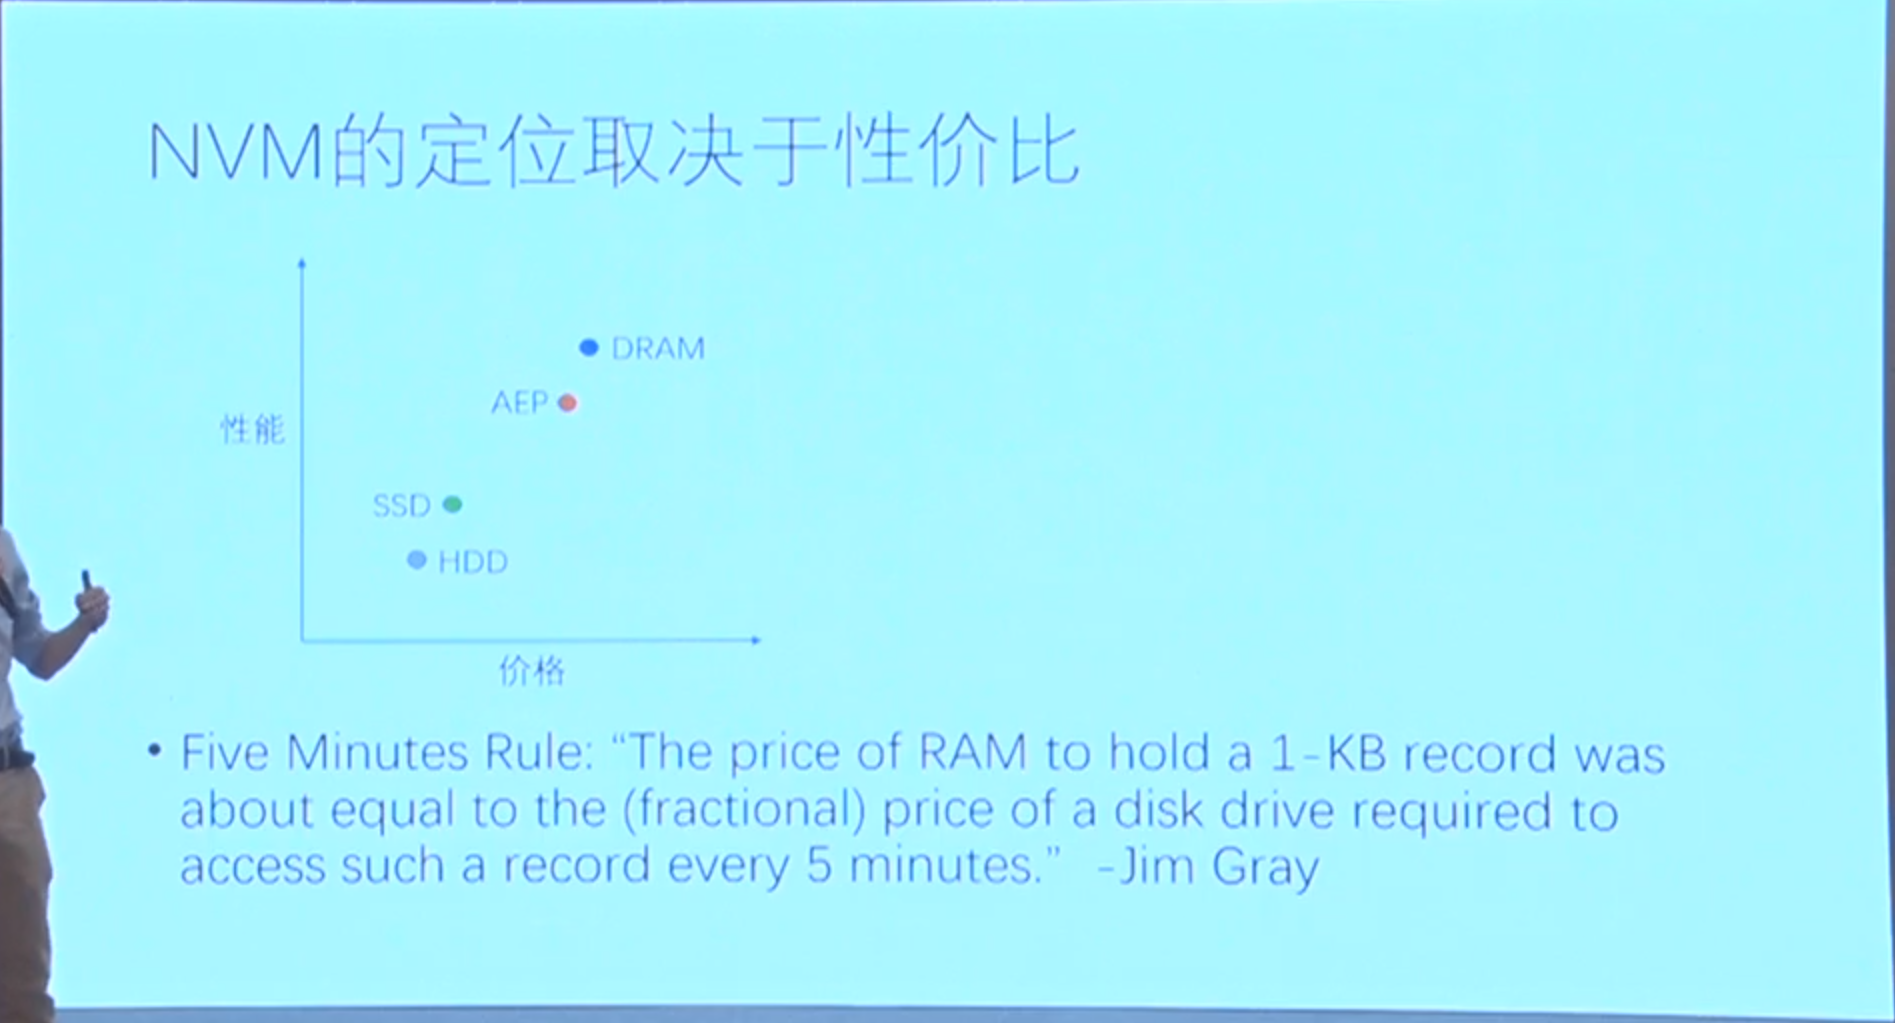 NVM的定位取决于性价比
DRAM
AEP
性能
SSD
HDD
价格
• Five Minutes Rule: “The price of RAM to hold a 1-KB record was
about equal to the (fractional) price of a disk drive required to
access such a record every 5 minutes.” -Jim Gray